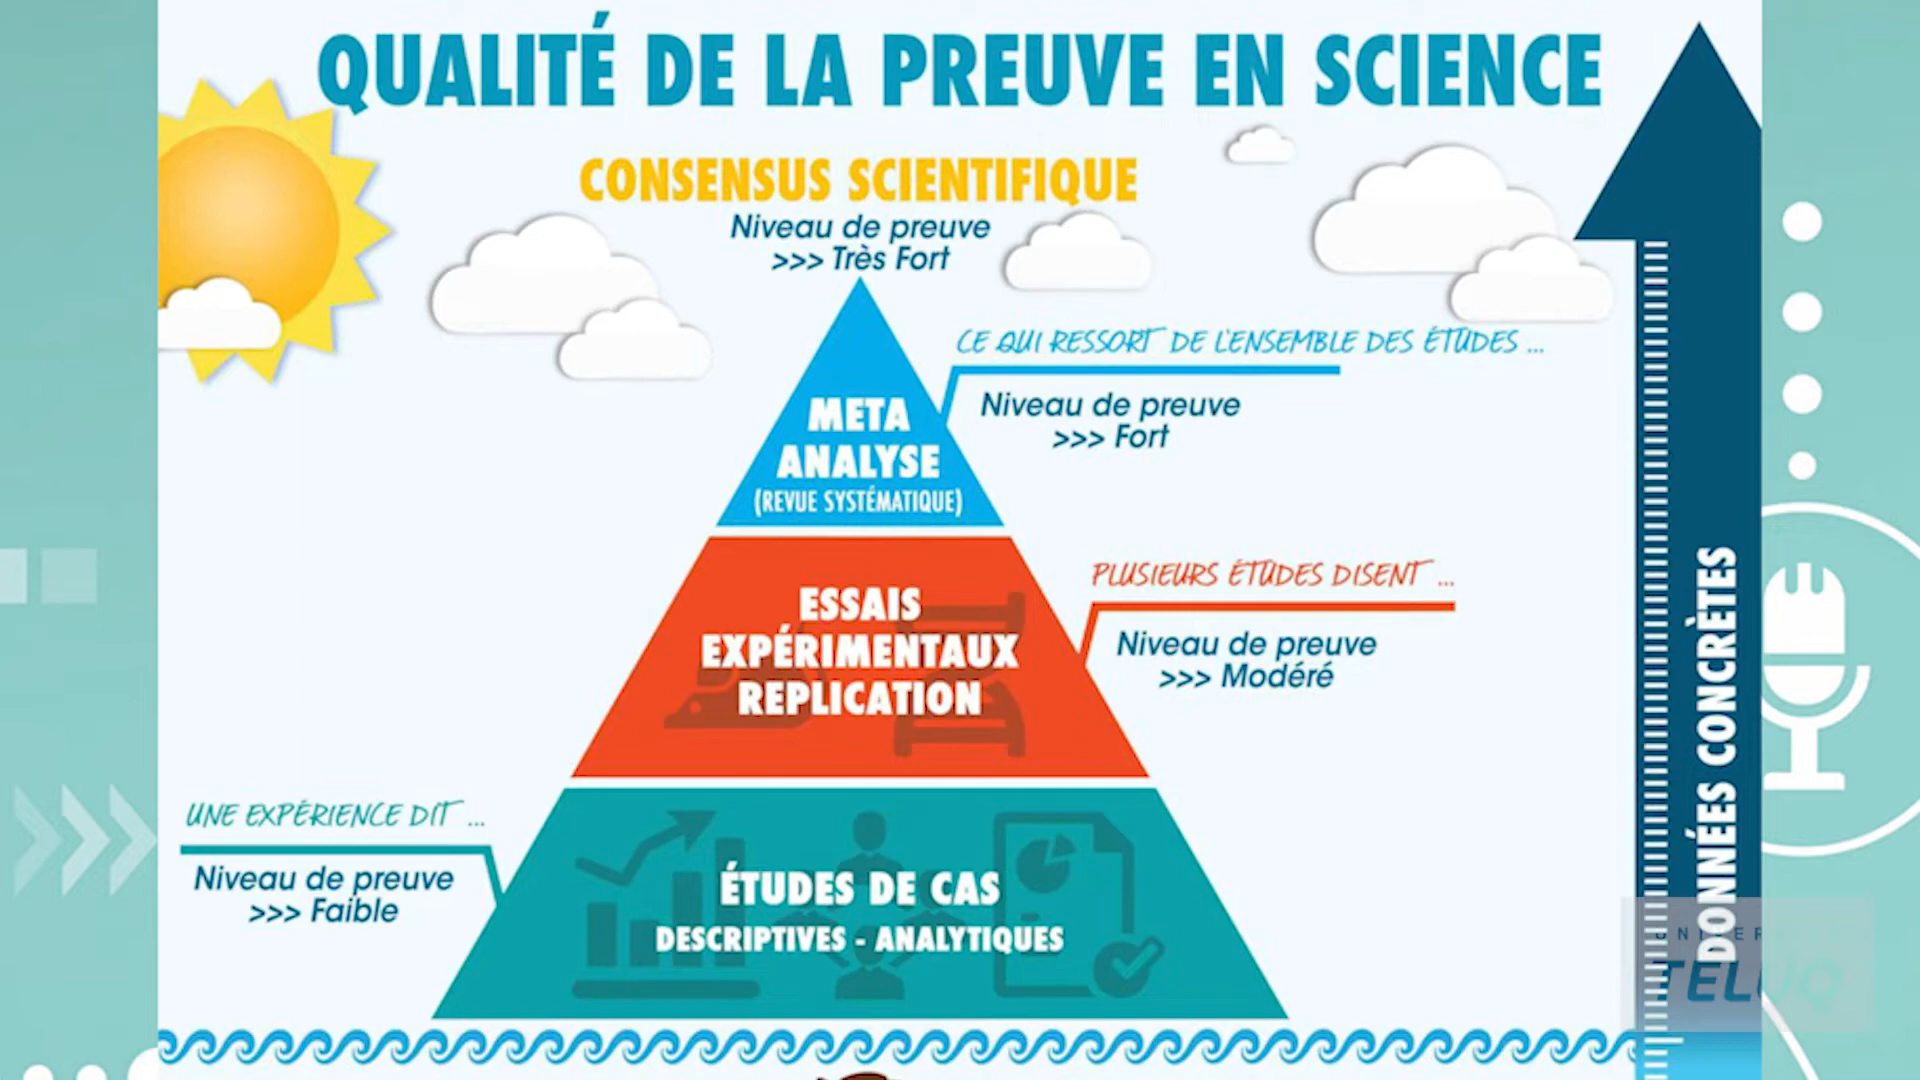 QUALITÉ DE LA PREUVE EN SCIENCE
CONSENSUS SCIENTIFIQUE
Niveau de preuve
>>> Très Fort
CE QUI RESSORT DE L'ENSEMBLE DES ÉTUDES ...
Niveau de preuve
>>> Fort
META
ANALYSE
(REVUE SYSTÉMATIQUE)
PLUSIEURS ÉTUDES DISENT ...
Niveau de preuve
>>> Modéré
ESSAIS
EXPÉRIMENTAUX
REPLICATION
UNE EXPÉRIENCE DIT ...
Niveau de preuve
>>> Faible
ÉTUDES DE CAS
DESCRIPTIVES - ANALYTIQUES
DONNÉES CONCRÈTES
TELUQ